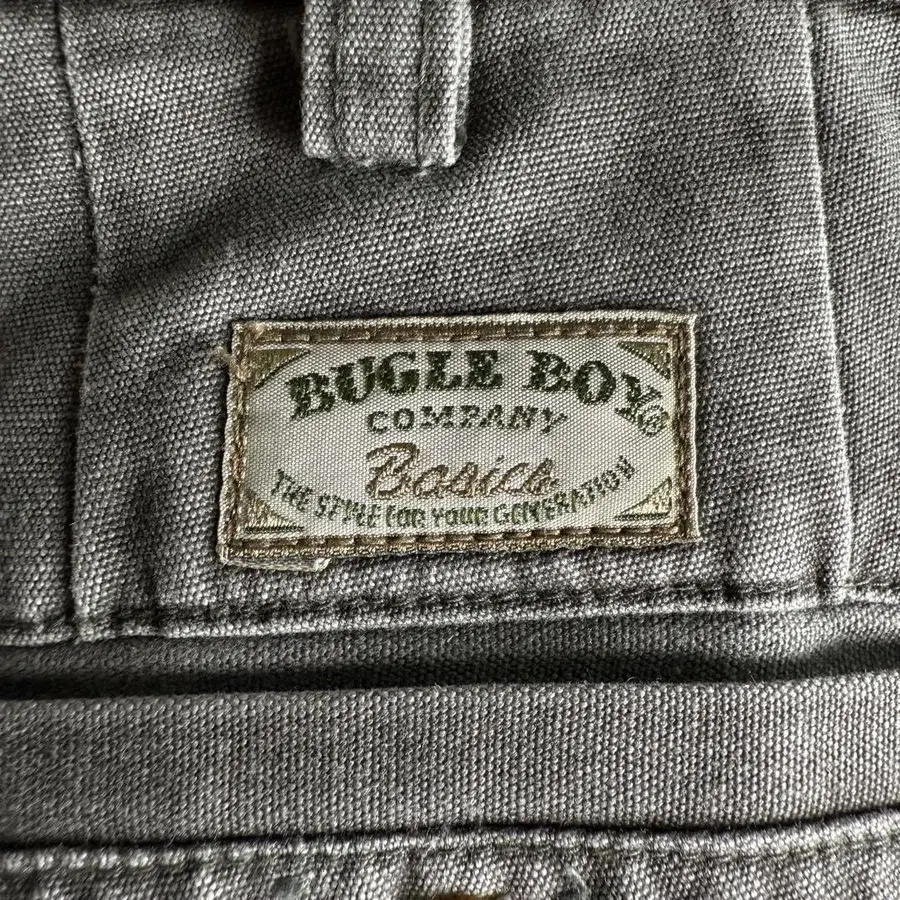 BUGLE BOY®
COMPANY
Basics
THE STYLE FOR YOUR GENERATION